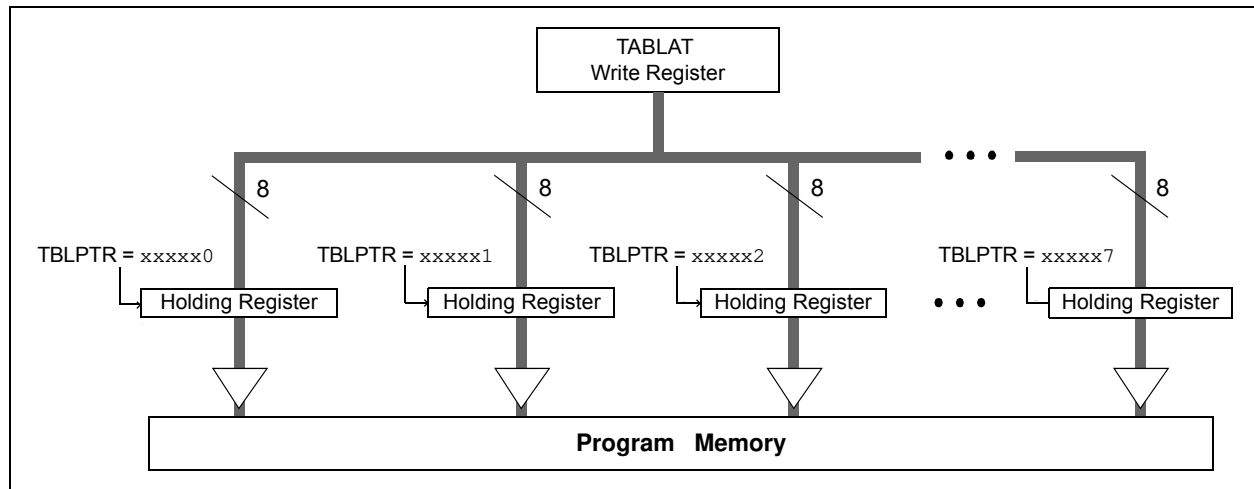 TABLAT
Write Register
8 8 8 8
TBLPTR = xxxxx0 TBLPTR = xxxxx1 TBLPTR = xxxxx2 TBLPTR = xxxxx7
Holding Register Holding Register Holding Register Holding Register
Program Memory